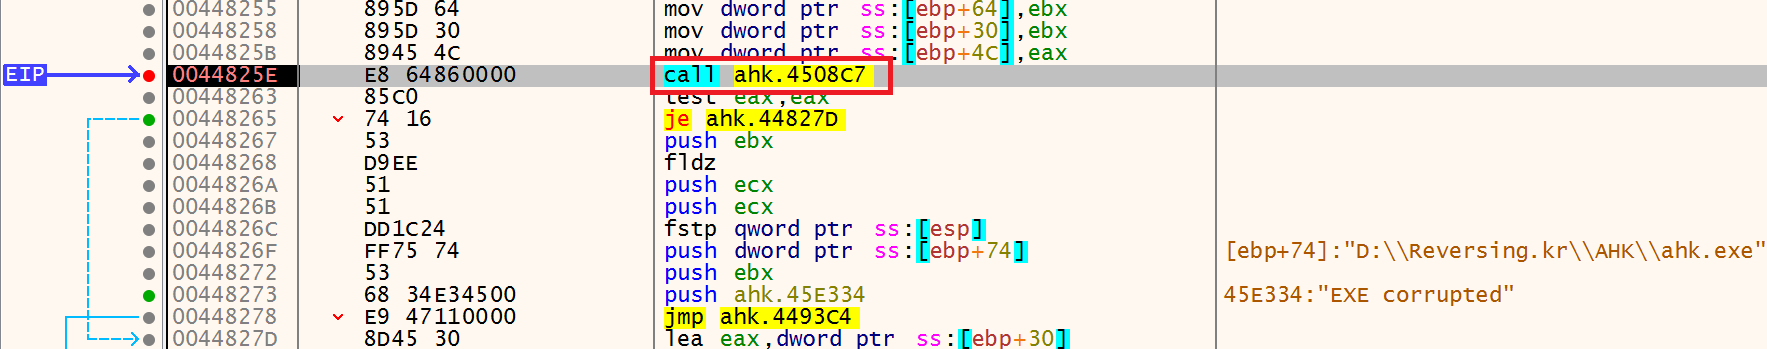 00448255 895D 64 mov dword ptr ss:[ebp+64],ebx
00448258 895D 30 mov dword ptr ss:[ebp+30],ebx
0044825B 8945 4C mov dword ptr ss:[ebp+4C],eax
EIP 0044825E E8 64860000 call ahk.4508C7
00448263 85C0 test eax,eax
00448265 74 16 je ahk.44827D
00448267 53 push ebx
00448268 D9EE fldz
0044826A 51 push ecx
0044826B 51 push ecx
0044826C DD1C24 fstp qword ptr ss:[esp]
0044826F FF75 74 push dword ptr ss:[ebp+74] [ebp+74]:"D:\\Reversing.kr\\AHK\\ahk.exe"
00448272 53 push ebx
00448273 68 34E34500 push ahk.45E334 45E334:"EXE corrupted"
00448278 E9 47110000 jmp ahk.4493C4
0044827D 8D45 30 lea eax,dword ptr ss:[ebp+30]